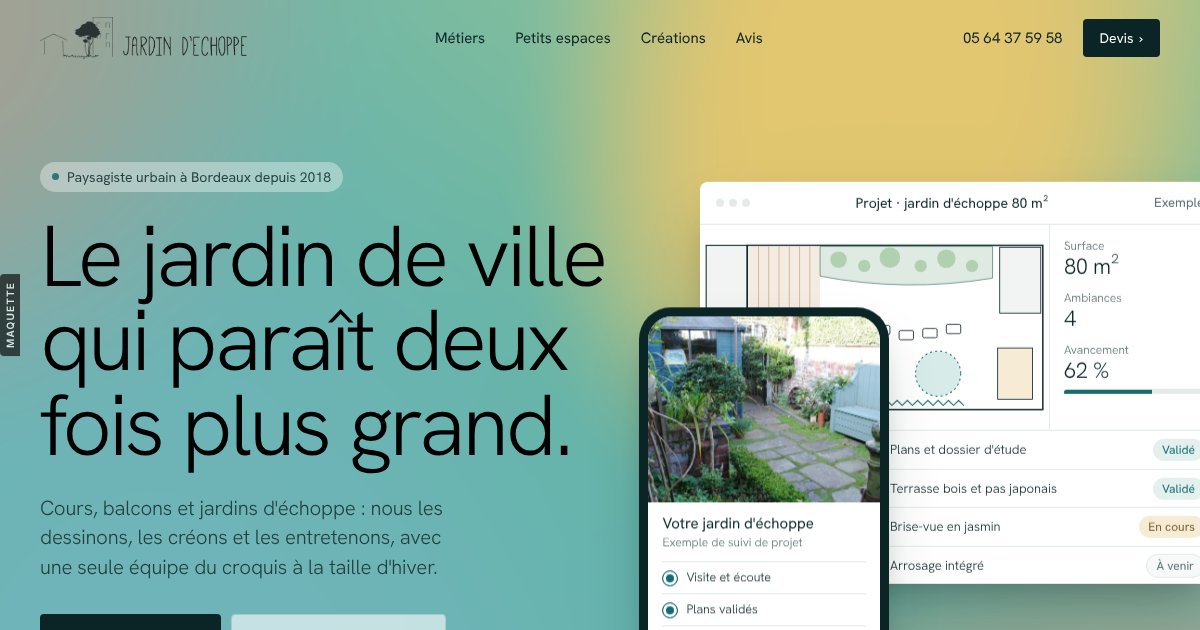 JARDIN D'ECHOPPE
Métiers
Petits espaces
Créations
Avis
05 64 37 59 58
Devis ›
MAQUETTE
Paysagiste urbain à Bordeaux depuis 2018
Le jardin de ville
qui paraît deux
fois plus grand.
Cours, balcons et jardins d'échoppe : nous les
dessinons, les créons et les entretenons, avec
une seule équipe du croquis à la taille d'hiver.
Projet · jardin d'échoppe 80 m²
Exemple
Surface
80 m²
Ambiances
4
Avancement
62 %
Plans et dossier d'étude
Validé
Terrasse bois et pas japonais
Validé
Brise-vue en jasmin
En cours
Arrosage intégré
À venir
Votre jardin d'échoppe
Exemple de suivi de projet
Visite et écoute
Plans validés